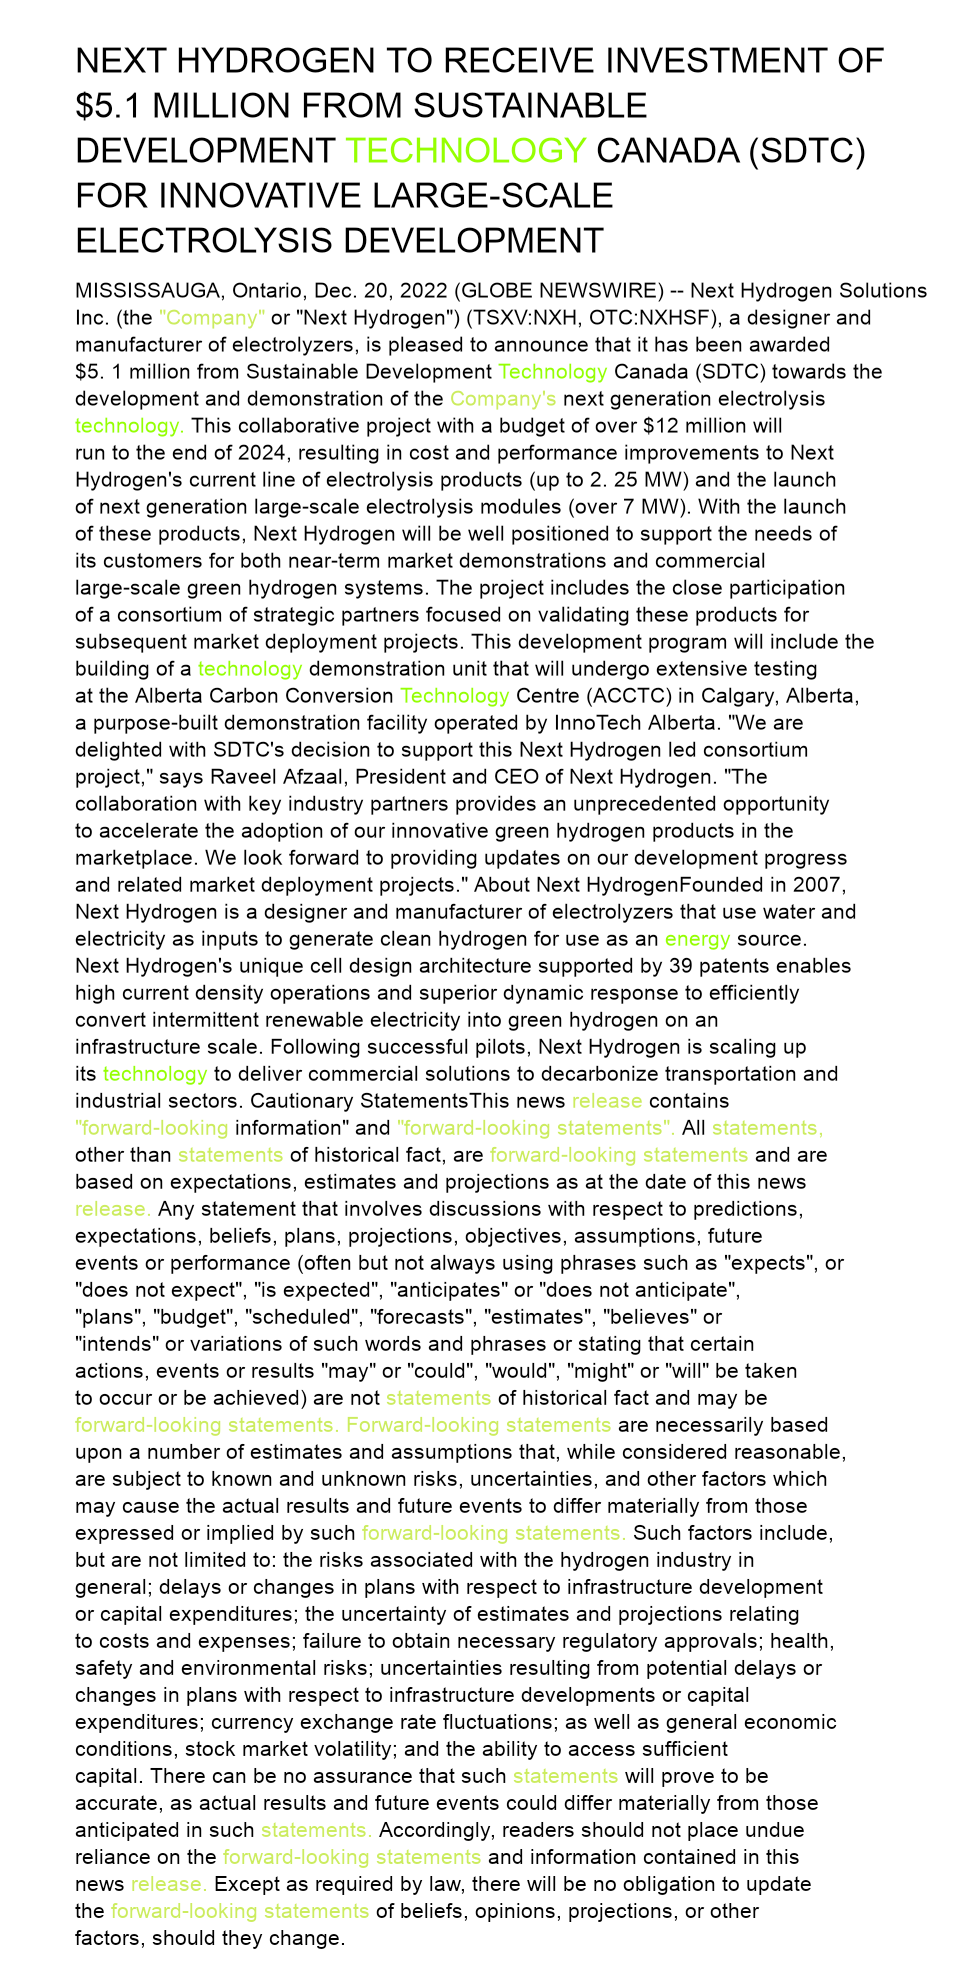 NEXT HYDROGEN TO RECEIVE INVESTMENT OF
$5.1 MILLION FROM SUSTAINABLE
DEVELOPMENT TECHNOLOGY CANADA (SDTC)
FOR INNOVATIVE LARGE-SCALE
ELECTROLYSIS DEVELOPMENT
MISSISSAUGA, Ontario, Dec. 20, 2022 (GLOBE NEWSWIRE) -- Next Hydrogen Solutions
Inc. (the "Company" or "Next Hydrogen") (TSXV:NXH, OTC:NXHSF), a designer and
manufacturer of electrolyzers, is pleased to announce that it has been awarded
$5. 1 million from Sustainable Development Technology Canada (SDTC) towards the
development and demonstration of the Company's next generation electrolysis
technology. This collaborative project with a budget of over $12 million will
run to the end of 2024, resulting in cost and performance improvements to Next
Hydrogen's current line of electrolysis products (up to 2. 25 MW) and the launch
of next generation large-scale electrolysis modules (over 7 MW). With the launch
of these products, Next Hydrogen will be well positioned to support the needs of
its customers for both near-term market demonstrations and commercial
large-scale green hydrogen systems. The project includes the close participation
of a consortium of strategic partners focused on validating these products for
subsequent market deployment projects. This development program will include the
building of a technology demonstration unit that will undergo extensive testing
at the Alberta Carbon Conversion Technology Centre (ACCTC) in Calgary, Alberta,
a purpose-built demonstration facility operated by InnoTech Alberta. "We are
delighted with SDTC's decision to support this Next Hydrogen led consortium
project," says Raveel Afzaal, President and CEO of Next Hydrogen. "The
collaboration with key industry partners provides an unprecedented opportunity
to accelerate the adoption of our innovative green hydrogen products in the
marketplace. We look forward to providing updates on our development progress
and related market deployment projects." About Next HydrogenFounded in 2007,
Next Hydrogen is a designer and manufacturer of electrolyzers that use water and
electricity as inputs to generate clean hydrogen for use as an energy source.
Next Hydrogen's unique cell design architecture supported by 39 patents enables
high current density operations and superior dynamic response to efficiently
convert intermittent renewable electricity into green hydrogen on an
infrastructure scale. Following successful pilots, Next Hydrogen is scaling up
its technology to deliver commercial solutions to decarbonize transportation and
industrial sectors. Cautionary StatementsThis news release contains
"forward-looking information" and "forward-looking statements". All statements,
other than statements of historical fact, are forward-looking statements and are
based on expectations, estimates and projections as at the date of this news
release. Any statement that involves discussions with respect to predictions,
expectations, beliefs, plans, projections, objectives, assumptions, future
events or performance (often but not always using phrases such as "expects", or
"does not expect", "is expected", "anticipates" or "does not anticipate",
"plans", "budget", "scheduled", "forecasts", "estimates", "believes" or
"intends" or variations of such words and phrases or stating that certain
actions, events or results "may" or "could", "would", "might" or "will" be taken
to occur or be achieved) are not statements of historical fact and may be
forward-looking statements. Forward-looking statements are necessarily based
upon a number of estimates and assumptions that, while considered reasonable,
are subject to known and unknown risks, uncertainties, and other factors which
may cause the actual results and future events to differ materially from those
expressed or implied by such forward-looking statements. Such factors include,
but are not limited to: the risks associated with the hydrogen industry in
general; delays or changes in plans with respect to infrastructure development
or capital expenditures; the uncertainty of estimates and projections relating
to costs and expenses; failure to obtain necessary regulatory approvals; health,
safety and environmental risks; uncertainties resulting from potential delays or
changes in plans with respect to infrastructure developments or capital
expenditures; currency exchange rate fluctuations; as well as general economic
conditions, stock market volatility; and the ability to access sufficient
capital. There can be no assurance that such statements will prove to be
accurate, as actual results and future events could differ materially from those
anticipated in such statements. Accordingly, readers should not place undue
reliance on the forward-looking statements and information contained in this
news release. Except as required by law, there will be no obligation to update
the forward-looking statements of beliefs, opinions, projections, or other
factors, should they change.